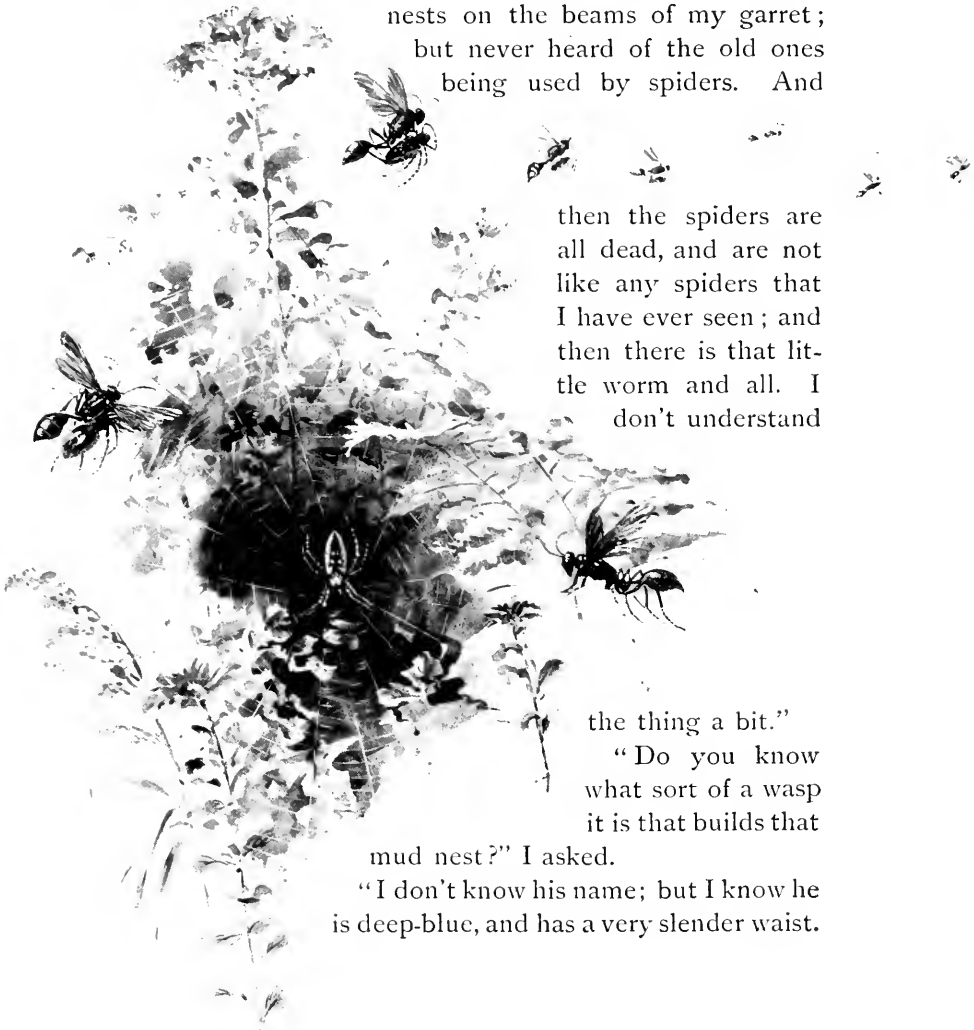 nests on the beams of my garret;
but never heard of the old ones
being used by spiders. And
then the spiders are
all dead, and are not
like any spiders that
I have ever seen; and
then there is that lit-
tle worm and all. I
don't understand
the thing a bit.”
“Do you know
what sort of a wasp
it is that builds that
mud nest?” I asked.
“I don't know his name; but I know he
is deep-blue, and has a very slender waist.